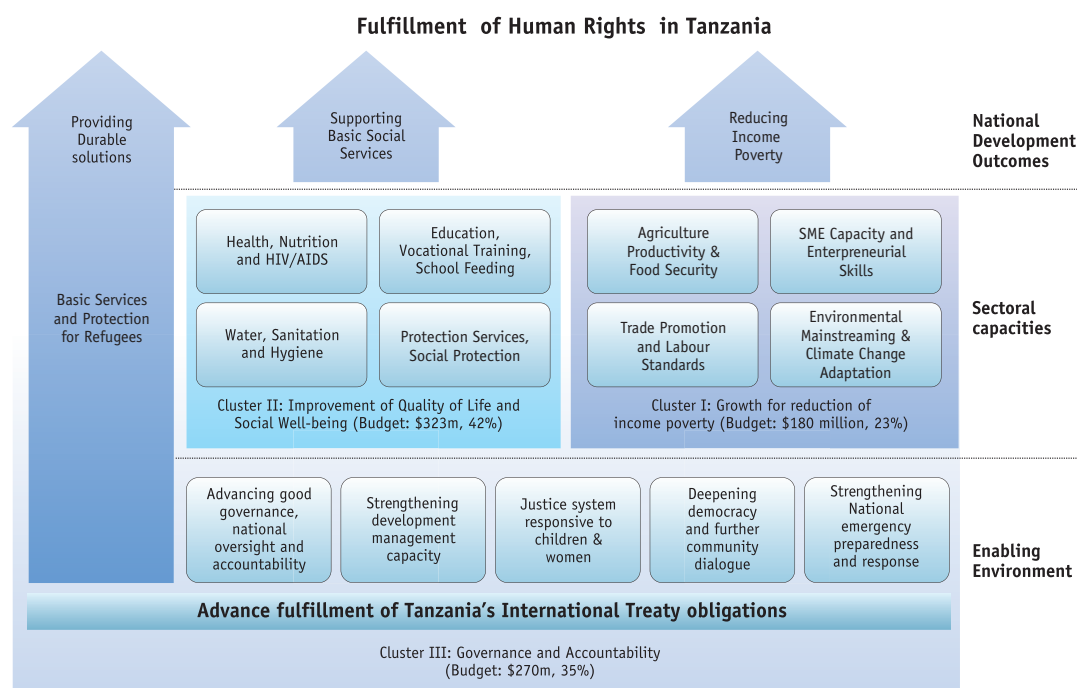 Fulfillment of Human Rights in Tanzania
Providing
Durable
solutions
Supporting
Basic Social
Services
Reducing
Income
Poverty
National
Development
Outcomes
Basic Services
and Protection
for Refugees
Health, Nutrition
and HIV/AIDS
Education,
Vocational Training,
School Feeding
Water, Sanitation
and Hygiene
Protection Services,
Social Protection
Cluster II: Improvement of Quality of Life and
Social Well-being (Budget: $323m, 42%)
Agriculture
Productivity &
Food Security
SME Capacity and
Enterpreneurial
Skills
Trade Promotion
and Labour
Standards
Environmental
Mainstreaming &
Climate Change
Adaptation
Cluster I: Growth for reduction of
income poverty (Budget: $180 million, 23%)
Sectoral
capacities
Advancing good
governance,
national
oversight and
accountability
Strengthening
development
management
capacity
Justice system
responsive to
children &
women
Deepening
democracy
and further
community
dialogue
Strengthening
National
emergency
preparedness
and response
Enabling
Environment
Advance fulfillment of Tanzania's International Treaty obligations
Cluster III: Governance and Accountability
(Budget: $270m, 35%)